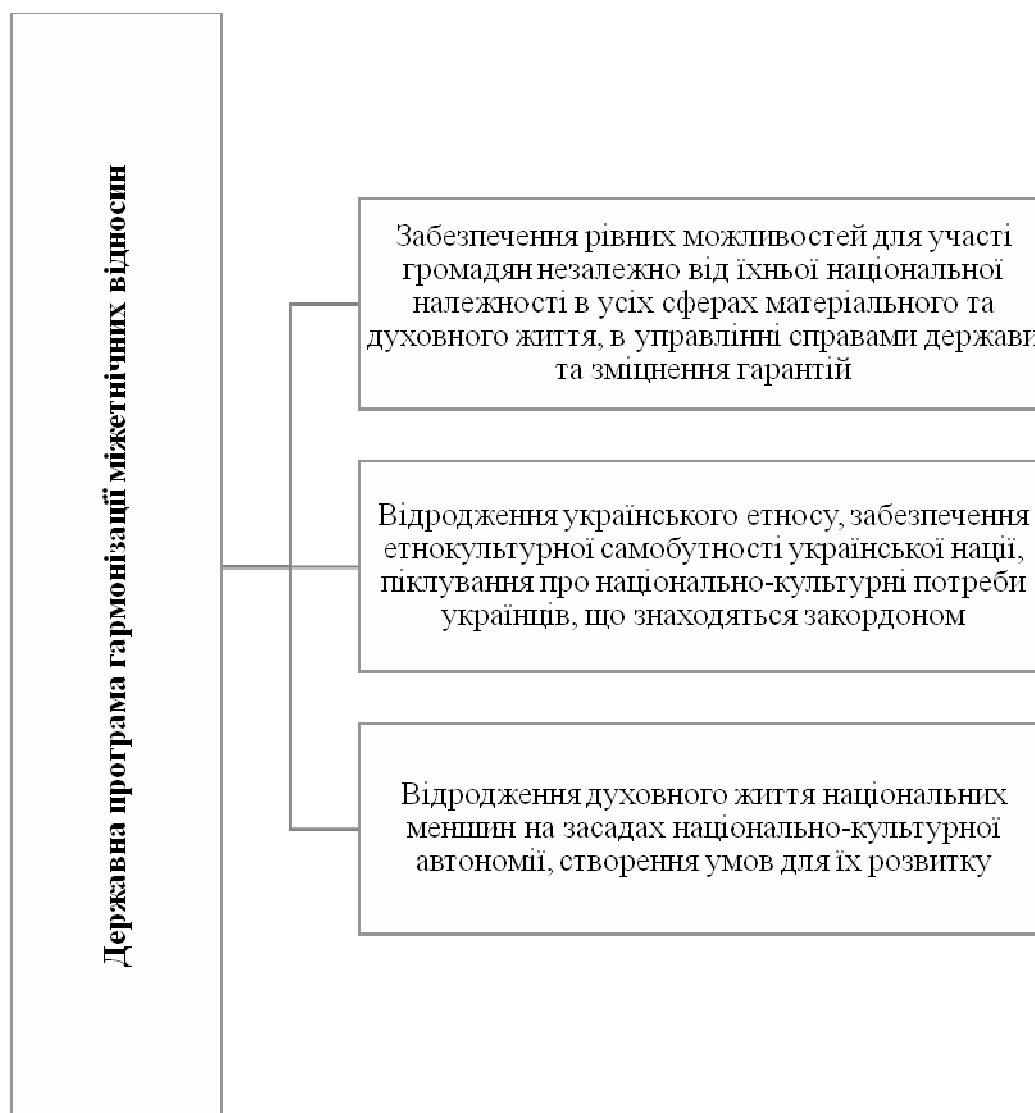 Державна програма гармонізації міжетнічних відносин
Забезпечення рівних можливостей для участі
громадян незалежно від їхньої національної
належності в усіх сферах матеріального та
духовного життя, в управлінні справами держави
та зміцнення гарантій
Відродження українського етносу, забезпечення
етнокультурної самобутності української нації,
піклування про національно-культурні потреби
українців, що знаходяться закордоном
Відродження духовного життя національних
меншин на засадах національно-культурної
автономії, створення умов для їх розвитку